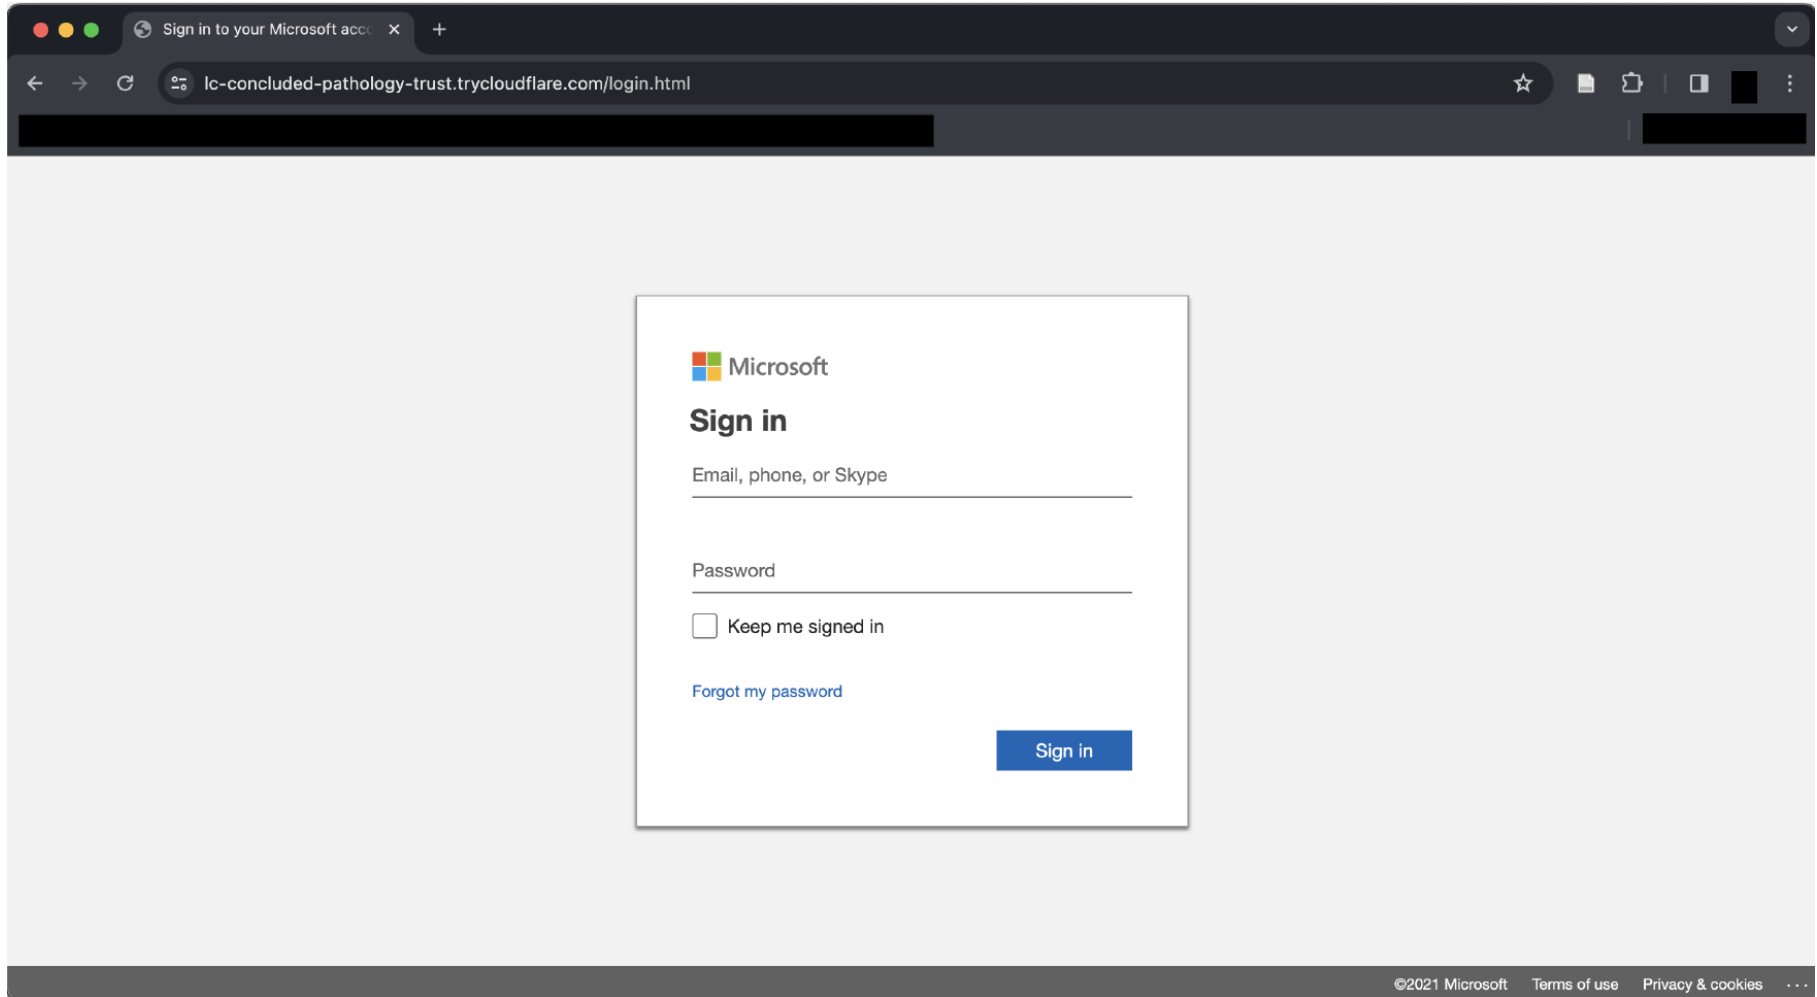 Sign in to your Microsoft acco
lc-concluded-pathology-trust.trycloudflare.com/login.html
Microsoft
Sign in
Email, phone, or Skype
Password
Keep me signed in
Forgot my password
Sign in
©2021 Microsoft Terms of use Privacy & cookies ...